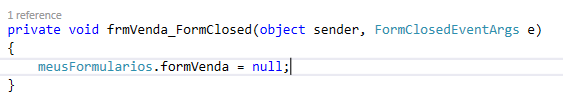 1 reference
private void frmVenda_FormClosed(object sender, FormClosedEventArgs e)
{
    meusFormularios.formVenda = null;
}